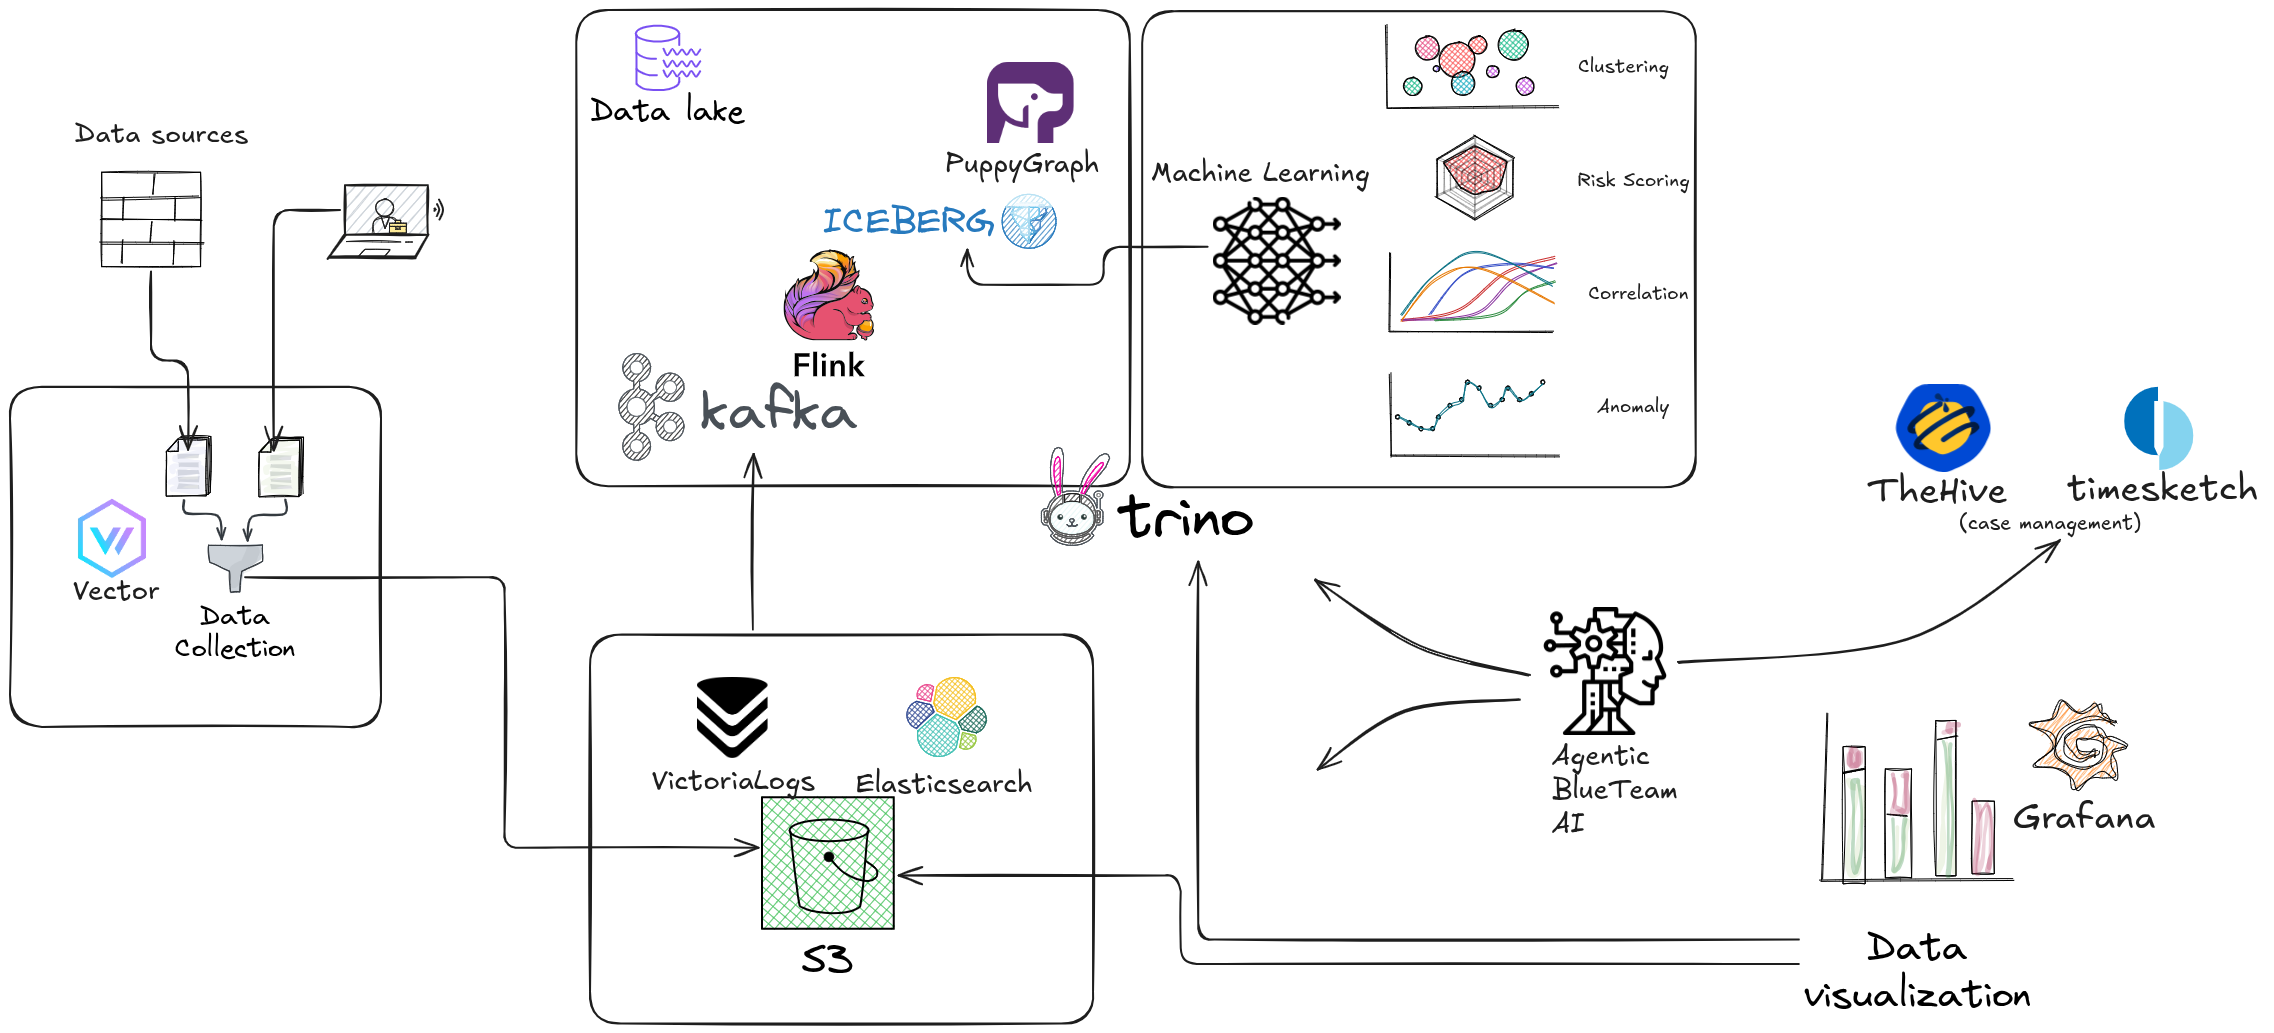 Data sources
Vector
Data
Collection
Data lake
PuppyGraph
ICEBERG
Flink
kafka
Machine Learning
Clustering
Risk Scoring
Correlation
Anomaly
trino
VictoriaLogs
Elasticsearch
S3
Agentic
BlueTeam
AI
TheHive
timesketch
(case management)
Grafana
Data
visualization